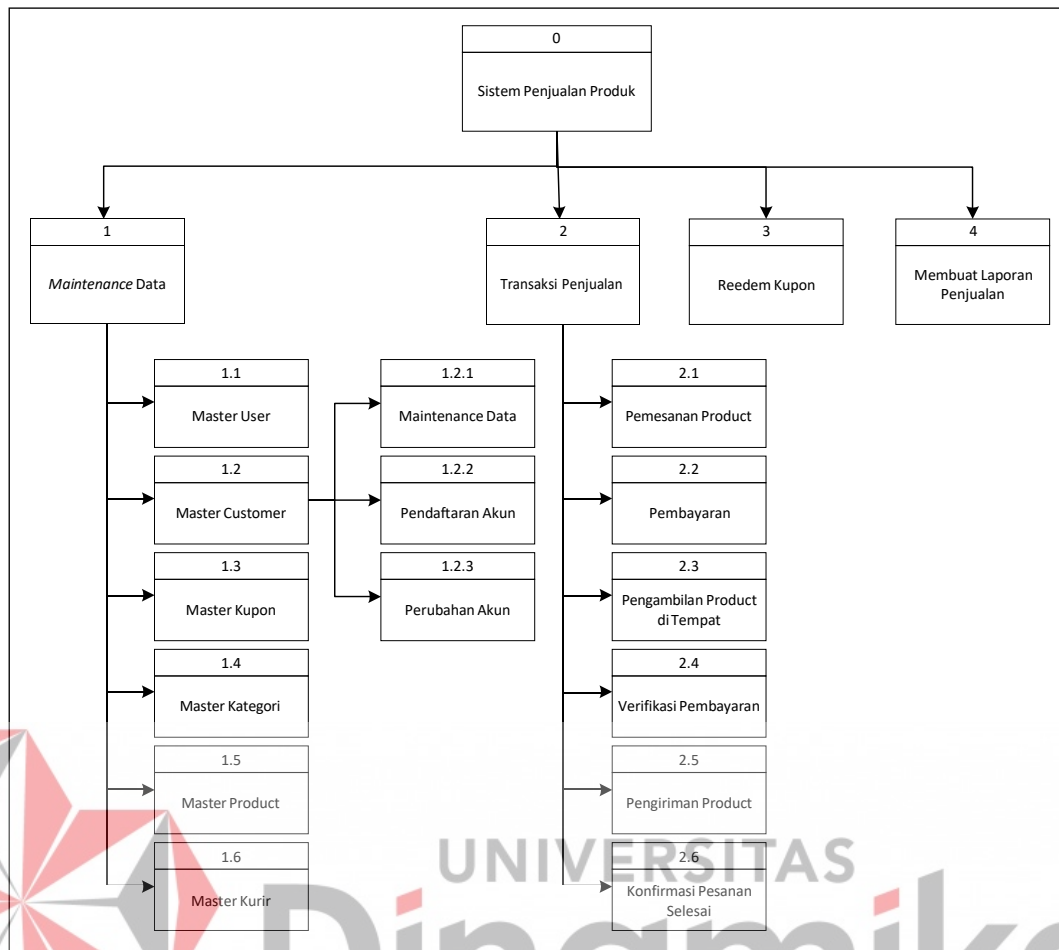 0
Sistem Penjualan Produk
1
Maintenance Data
2
Transaksi Penjualan
3
Reedem Kupon
4
Membuat Laporan
Penjualan
1.1
Master User
1.2
Master Customer
1.3
Master Kupon
1.4
Master Kategori
1.5
Master Product
1.6
Master Kurir
1.2.1
Maintenance Data
1.2.2
Pendaftaran Akun
1.2.3
Perubahan Akun
2.1
Pemesanan Product
2.2
Pembayaran
2.3
Pengambilan Product
di Tempat
2.4
Verifikasi Pembayaran
2.5
Pengiriman Product
2.6
Konfirmasi Pesanan
Selesai
UNIVERSITAS
Dinamika